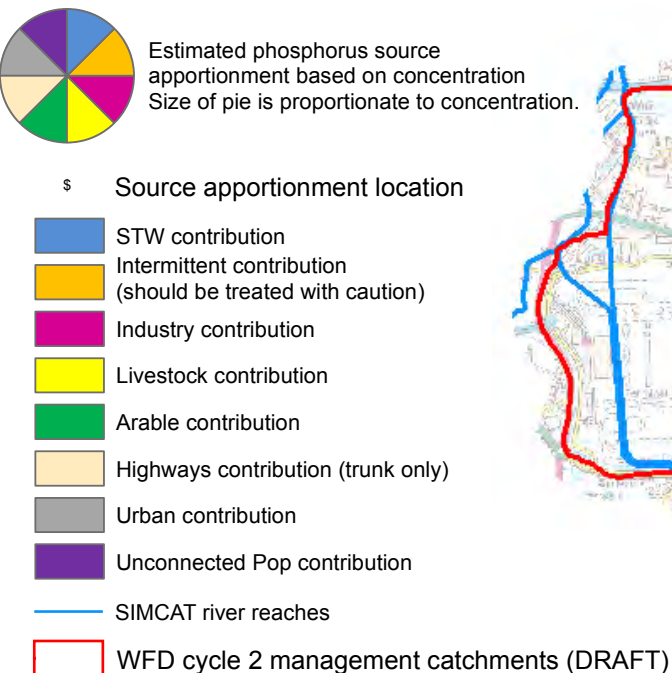 Estimated phosphorus source
apportionment based on concentration
Size of pie is proportionate to concentration.
$ Source apportionment location
STW contribution
Intermittent contribution
(should be treated with caution)
Industry contribution
Livestock contribution
Arable contribution
Highways contribution (trunk only)
Urban contribution
Unconnected Pop contribution
SIMCAT river reaches
WFD cycle 2 management catchments (DRAFT)